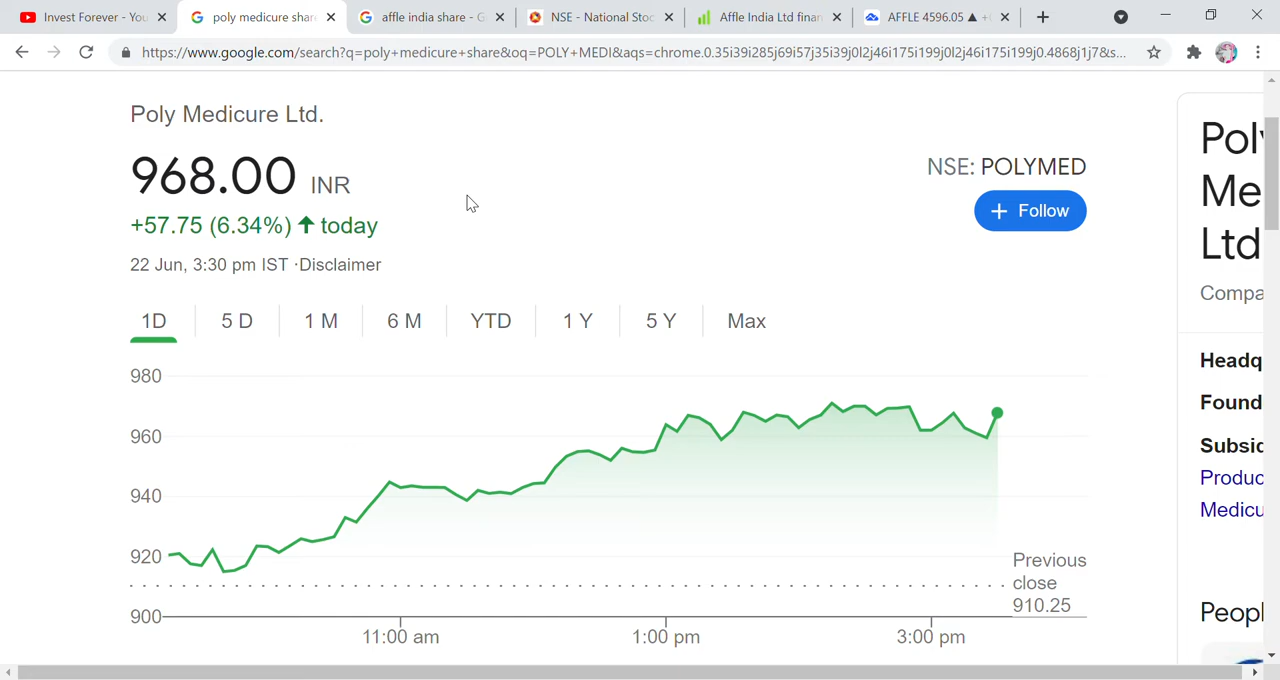 Invest Forever - You
poly medicure share
affle india share - G
NSE - National Stoc
Affle India Ltd finan
AFFLE 4596.05 ▲ +
https://www.google.com/search?q=poly+medicure+share&oq=POLY+MEDI&aqs=chrome.0.35i39i285j69i57j35i39j0l2j46i175i199j0l2j46i175i199j0.4868j1j7&s...
Poly Medicure Ltd.
968.00 INR
+57.75 (6.34%) ↑ today
22 Jun, 3:30 pm IST ·Disclaimer
NSE: POLYMED
+ Follow
1D
5 D
1 M
6 M
YTD
1 Y
5 Y
Max
980
960
940
920
900
Previous
close
910.25
11:00 am
1:00 pm
3:00 pm
Poly
Me
Ltd
Compa
Headq
Found
Subsid
Produc
Medicu
Peopl